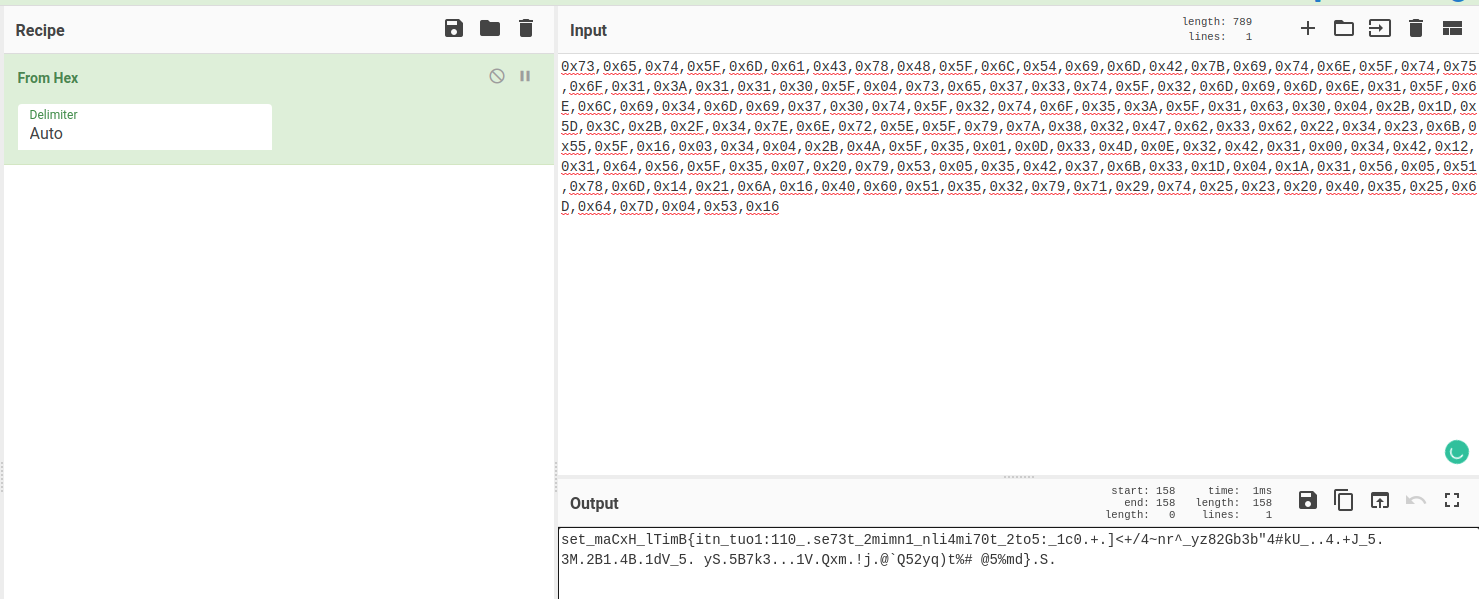 Recipe
From Hex
Delimiter
Auto
Input
length: 789
lines: 1
0x73,0x65,0x74,0x5F,0x6D,0x61,0x43,0x78,0x48,0x5F,0x6C,0x54,0x69,0x6D,0x42,0x7B,0x69,0x74,0x6E,0x5F,0x74,0x75
,0x6F,0x31,0x3A,0x31,0x31,0x30,0x5F,0x04,0x73,0x65,0x37,0x33,0x74,0x5F,0x32,0x6D,0x69,0x6D,0x6E,0x31,0x5F,0x6
E,0x6C,0x69,0x34,0x6D,0x69,0x37,0x30,0x74,0x5F,0x32,0x74,0x6F,0x35,0x3A,0x5F,0x31,0x63,0x30,0x04,0x2B,0x1D,0x
5D,0x3C,0x2B,0x2F,0x34,0x7E,0x6E,0x72,0x5E,0x5F,0x79,0x7A,0x38,0x32,0x47,0x62,0x33,0x62,0x22,0x34,0x23,0x6B,0
x55,0x5F,0x16,0x03,0x34,0x04,0x2B,0x4A,0x5F,0x35,0x01,0x0D,0x33,0x4D,0x0E,0x32,0x42,0x31,0x00,0x34,0x42,0x12,
0x31,0x64,0x56,0x5F,0x35,0x07,0x20,0x79,0x53,0x05,0x35,0x42,0x37,0x6B,0x33,0x1D,0x04,0x1A,0x31,0x56,0x05,0x51
,0x78,0x6D,0x14,0x21,0x6A,0x16,0x40,0x60,0x51,0x35,0x32,0x79,0x71,0x29,0x74,0x25,0x23,0x20,0x40,0x35,0x25,0x6
D,0x64,0x7D,0x04,0x53,0x16
Output
start: 158
end: 158
length: 0
time: 1ms
length: 158
lines: 1
set_maCxH_lTimB{itn_tuo1:110_.se73t_2mimn1_nli4mi70t_2to5:_1c0.+.]<+/4~nr^_yz82Gb3b"4#kU_..4.+J_5.
3M.2B1.4B.1dV_5. yS.5B7k3...1V.Qxm.!j.@`Q52yq)t%# @5%md}.S.